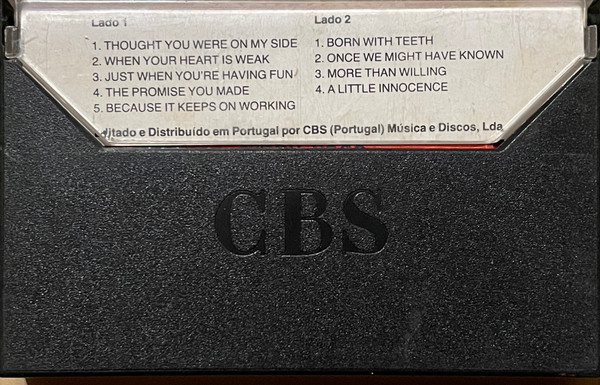 Lado 1
1. THOUGHT YOU WERE ON MY SIDE
2. WHEN YOUR HEART IS WEAK
3. JUST WHEN YOU'RE HAVING FUN
4. THE PROMISE YOU MADE
5. BECAUSE IT KEEPS ON WORKING
Lado 2
1. BORN WITH TEETH
2. ONCE WE MIGHT HAVE KNOWN
3. MORE THAN WILLING
4. A LITTLE INNOCENCE
ditado e Distribuído em Portugal por CBS (Portugal) Música e Discos, Lda
CBS